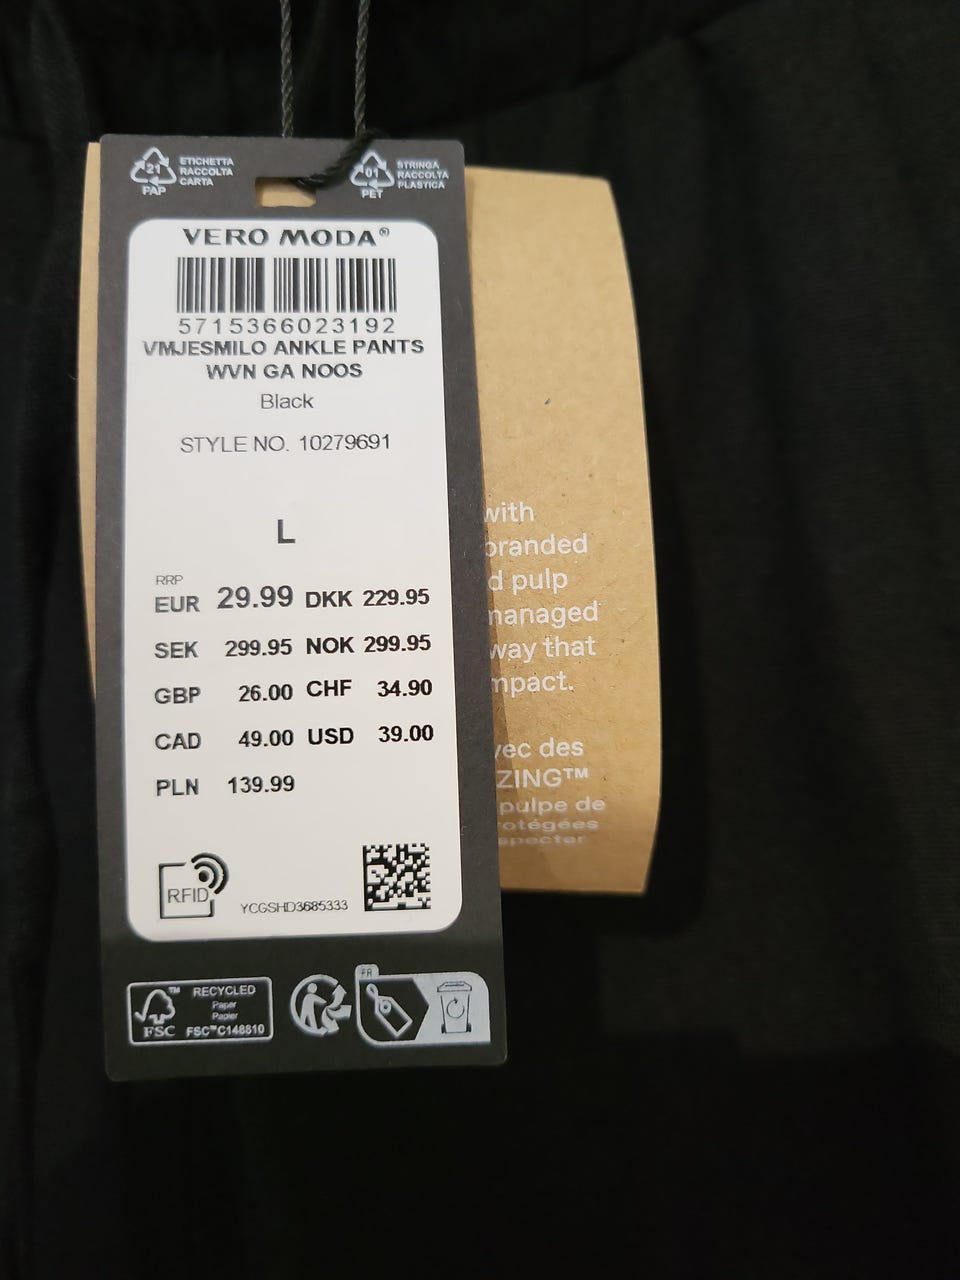 21
PAP
ETICHETTA
RACCOLTA
CARTA
01
PET
STRINGA
RACCOLTA
PLASTICA
VERO MODA®
5715366023192
VMJESMILO ANKLE PANTS
WVN GA NOOS
Black
STYLE NO. 10279691
L
RRP
EUR 29.99 DKK 229.95
SEK 299.95 NOK 299.95
GBP 26.00 CHF 34.90
CAD 49.00 USD 39.00
PLN 139.99
RFID
YCGSHD3685333
FSC
RECYCLED
Paper
Papier
FSC™ C148810
FR
with
branded
d pulp
managed
way that
mpact.
vec des
ZING™
pulpe de
rotégées
specter